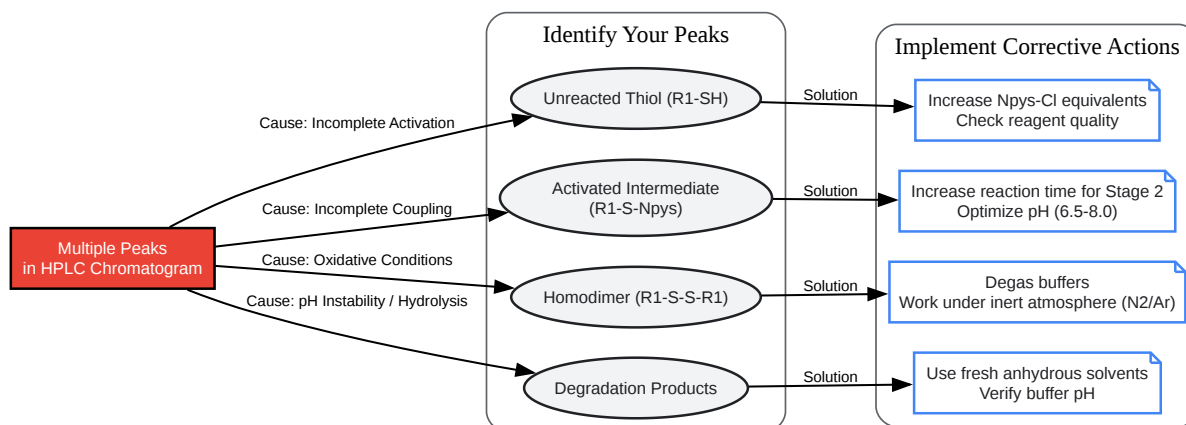 Identify Your Peaks
Implement Corrective Actions
Multiple Peaks
in HPLC Chromatogram
Cause: Incomplete Activation
Unreacted Thiol (R1-SH)
Solution
Increase Npys-Cl equivalents
Check reagent quality
Cause: Incomplete Coupling
Activated Intermediate
(R1-S-Npys)
Solution
Increase reaction time for Stage 2
Optimize pH (6.5-8.0)
Cause: Oxidative Conditions
Homodimer (R1-S-S-R1)
Solution
Degas buffers
Work under inert atmosphere (N2/Ar)
Cause: pH Instability / Hydrolysis
Degradation Products
Solution
Use fresh anhydrous solvents
Verify buffer pH